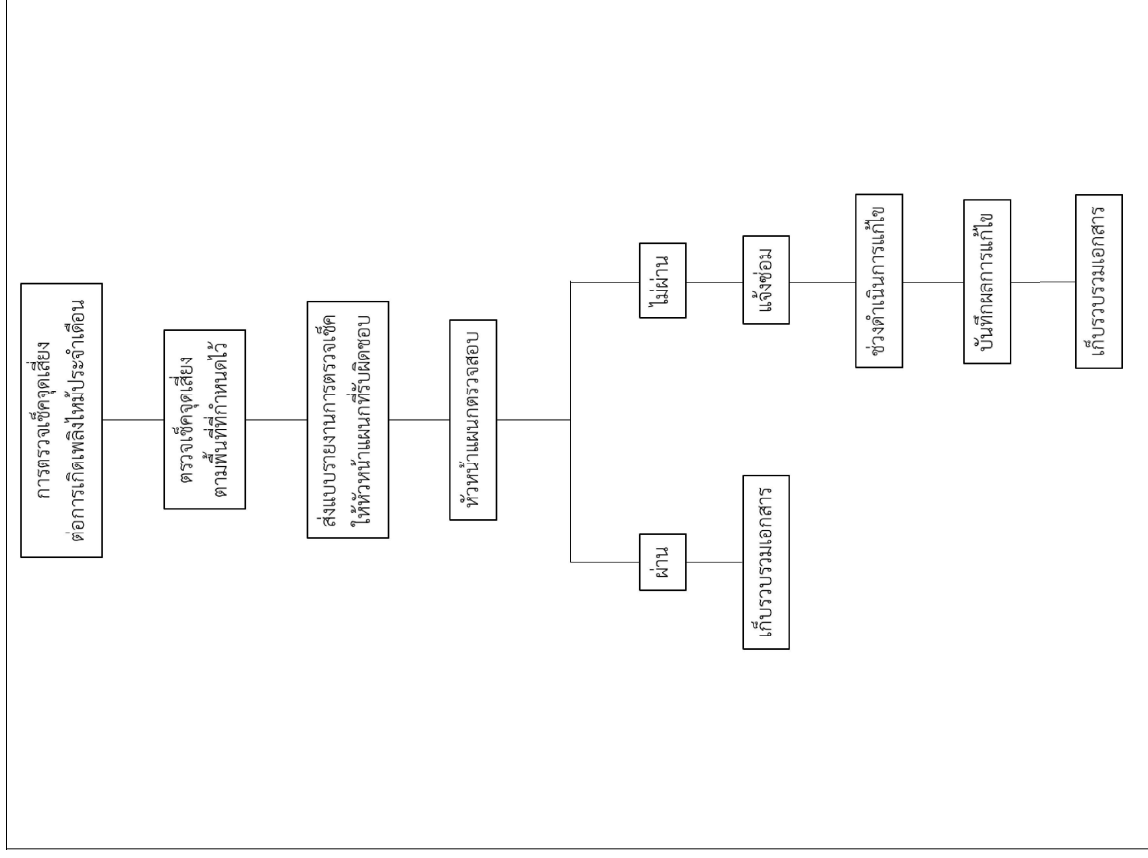 การตรวจเช็คจุดเสี่ยง
ต่อการเกิดเพลิงไหม้ประจำเดือน
ตรวจเช็คจุดเสี่ยง
ตามพื้นที่ที่กำหนดไว้
ส่งแบบรายงานการตรวจเช็ค
ให้หัวหน้าแผนกที่รับผิดชอบ
หัวหน้าแผนกตรวจสอบ
ผ่าน
เก็บรวบรวมเอกสาร
ไม่ผ่าน
แจ้งซ่อม
ช่วงดำเนินการแก้ไข
บันทึกผลการแก้ไข
เก็บรวบรวมเอกสาร